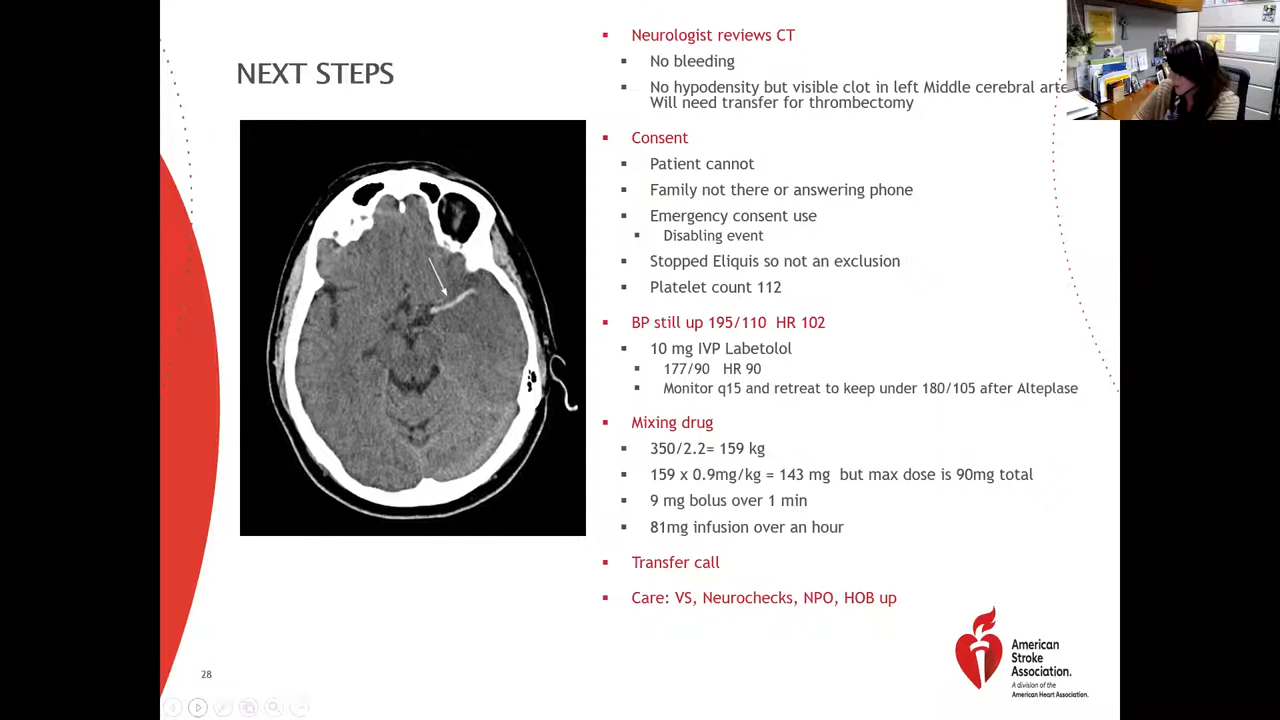 NEXT STEPS
Neurologist reviews CT
No bleeding
No hypodensity but visible clot in left Middle cerebral arte
Will need transfer for thrombectomy
Consent
Patient cannot
Family not there or answering phone
Emergency consent use
Disabling event
Stopped Eliquis so not an exclusion
Platelet count 112
BP still up 195/110 HR 102
10 mg IVP Labetolol
177/90 HR 90
Monitor q15 and retreat to keep under 180/105 after Alteplase
Mixing drug
350/2.2= 159 kg
159 x 0.9mg/kg = 143 mg but max dose is 90mg total
9 mg bolus over 1 min
81mg infusion over an hour
Transfer call
Care: VS, Neurochecks, NPO, HOB up
28
American
Stroke
Association.
A division of the
American Heart Association.